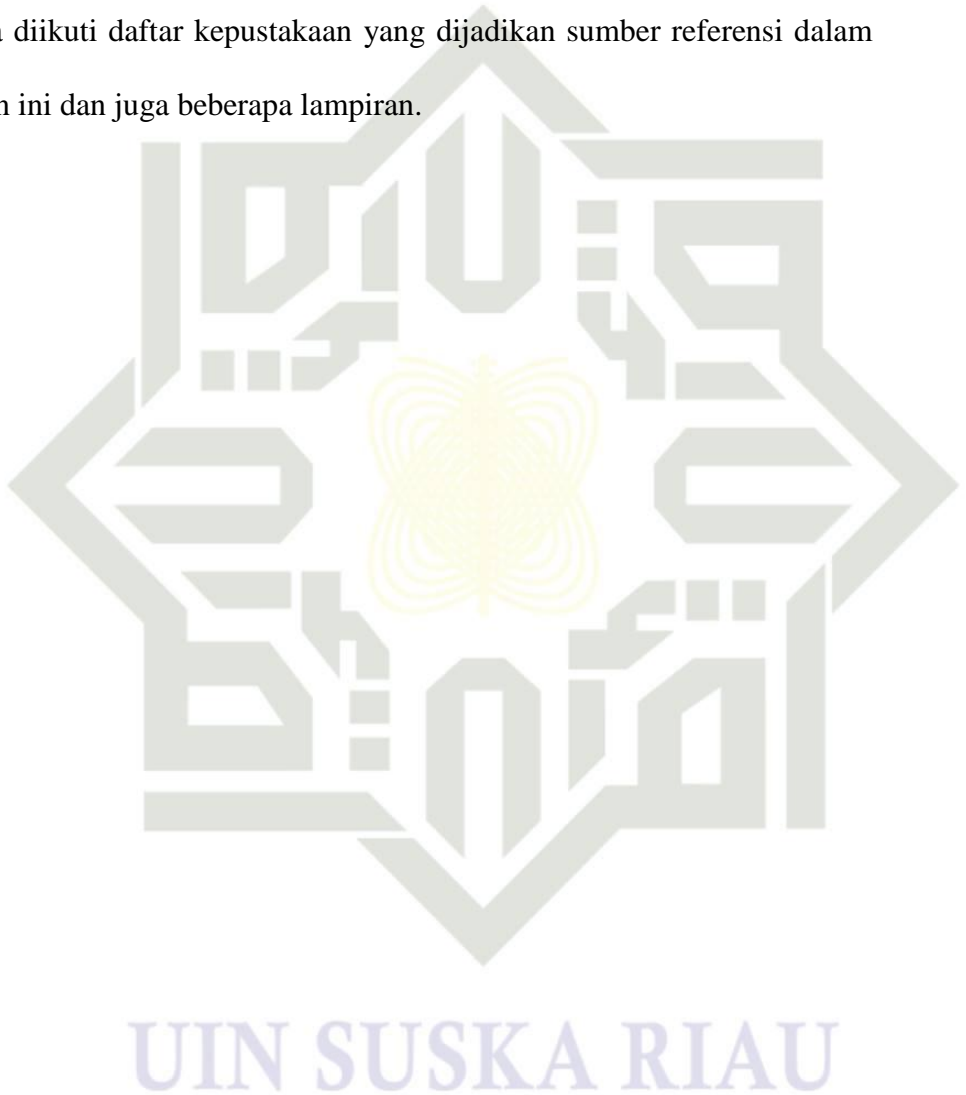 diikuti daftar kepustakaan yang dijadikan sumber referensi dalam
ini dan juga beberapa lampiran.
UIN SUSKA RIAU